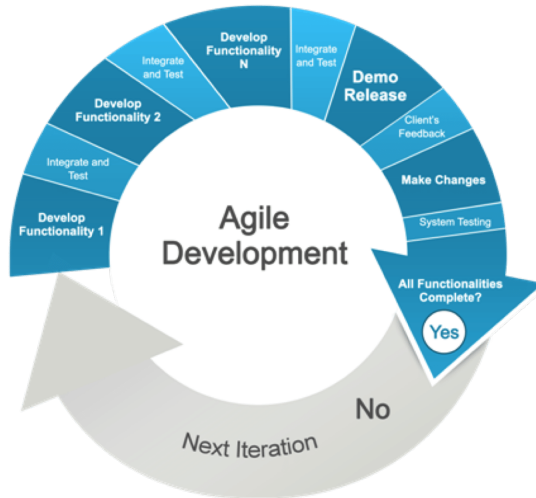 Develop
Functionality 1
Integrate and
Test
Develop
Functionality 2
Integrate
and Test
Develop
Functionality
N
Integrate
and Test
Demo
Release
Client's
Feedback
Make Changes
System Testing
All Functionalities
Complete?
Yes
No
Next Iteration
Agile
Development